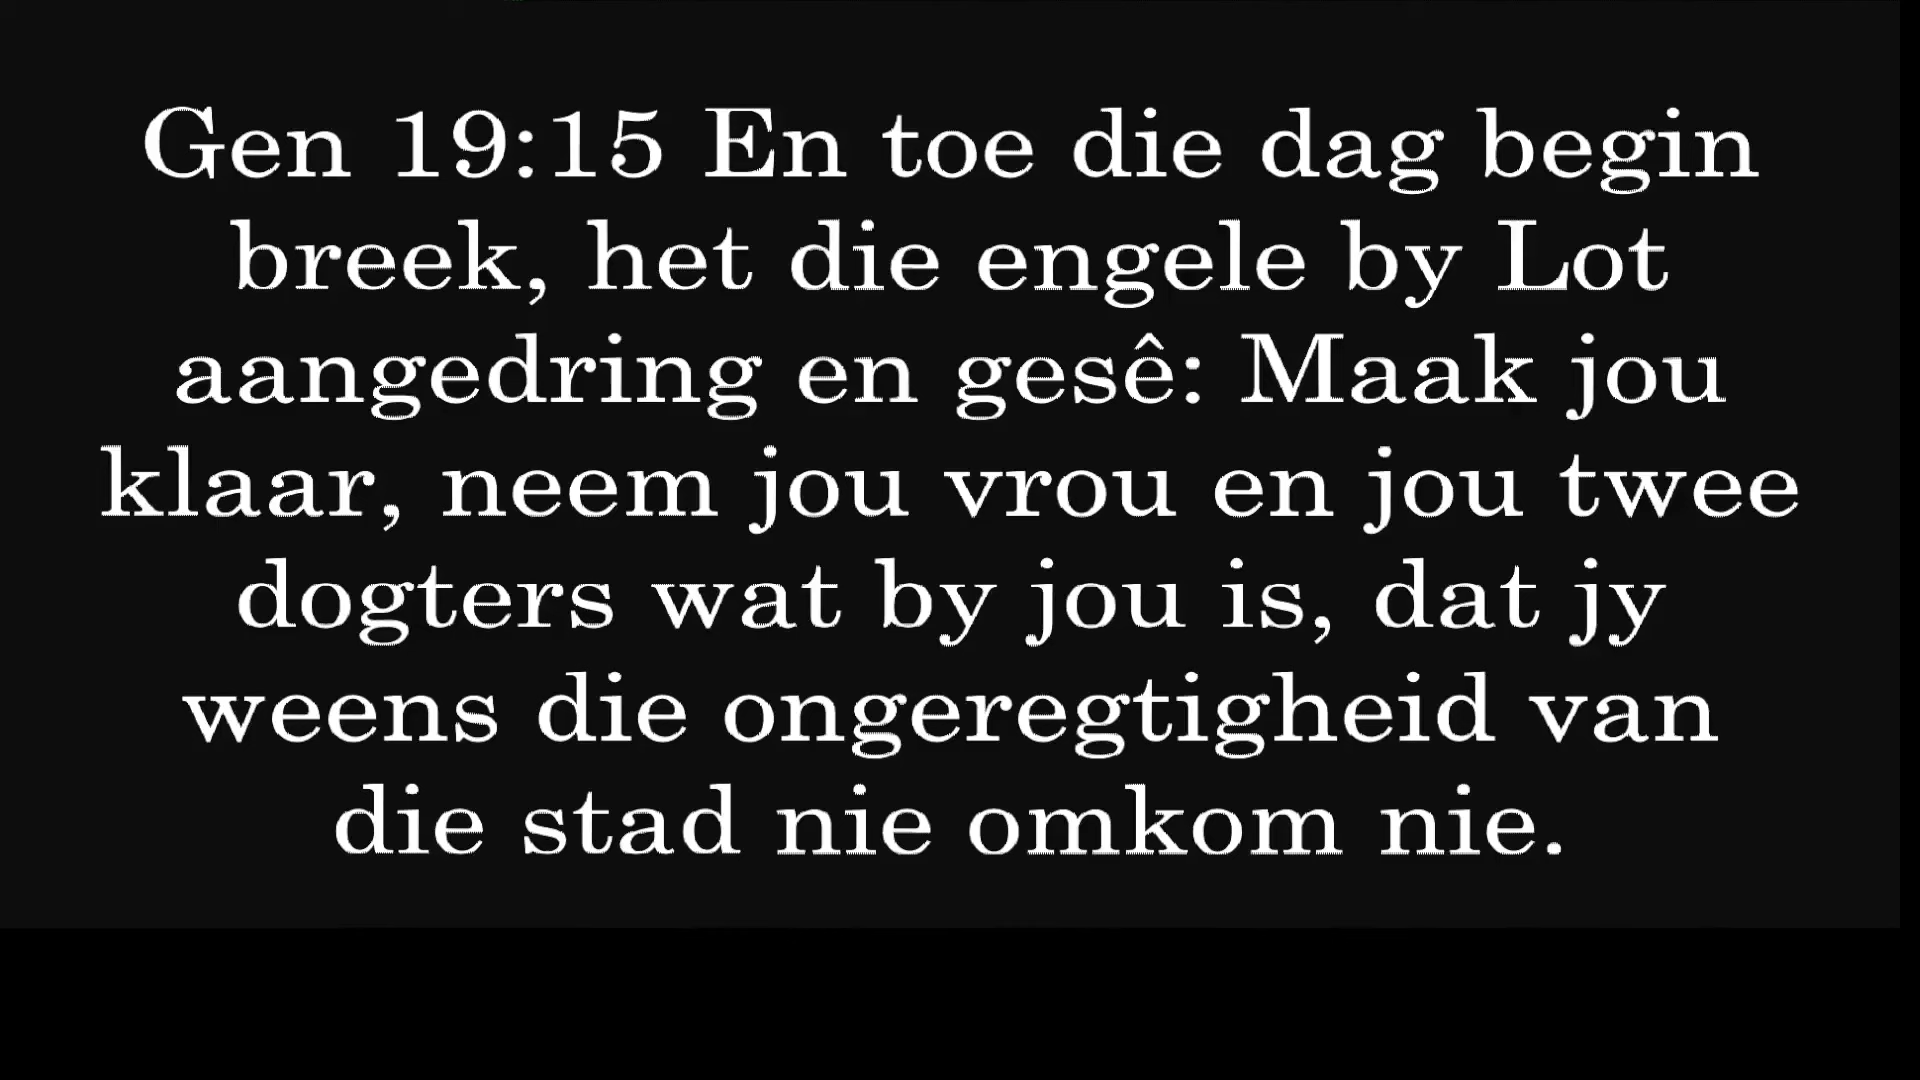 Gen 19:15 En toe die dag begin
breek, het die engele by Lot
aangedring en gesê: Maak jou
klaar, neem jou vrou en jou twee
dogters wat by jou is, dat jy
weens die ongeregtigheid van
die stad nie omkom nie.